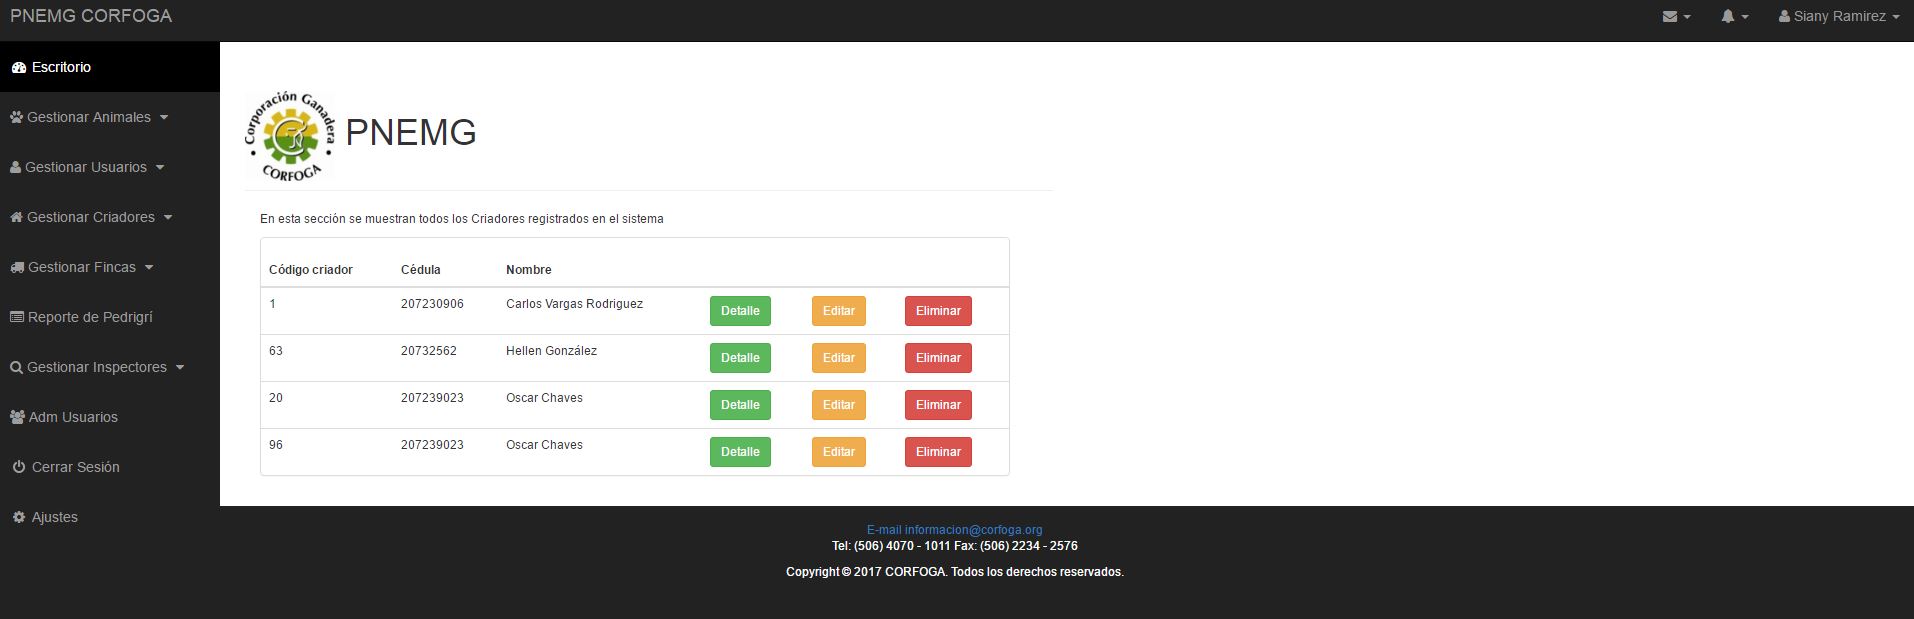 PNEMG CORFOGA
Siany Ramirez
Escritorio
Gestionar Animales
Gestionar Usuarios
Gestionar Criadores
Gestionar Fincas
Reporte de Pedrigrí
Gestionar Inspectores
Adm Usuarios
Cerrar Sesión
Ajustes
Corporación Ganadera
CORFOGA
PNEMG
En esta sección se muestran todos los Criadores registrados en el sistema
Código criador Cédula Nombre
1 207230906 Carlos Vargas Rodriguez Detalle Editar Eliminar
63 20732562 Hellen González Detalle Editar Eliminar
20 207239023 Oscar Chaves Detalle Editar Eliminar
96 207239023 Oscar Chaves Detalle Editar Eliminar
E-mail informacion@corfoga.org
Tel: (506) 4070 - 1011 Fax: (506) 2234 - 2576
Copyright © 2017 CORFOGA. Todos los derechos reservados.